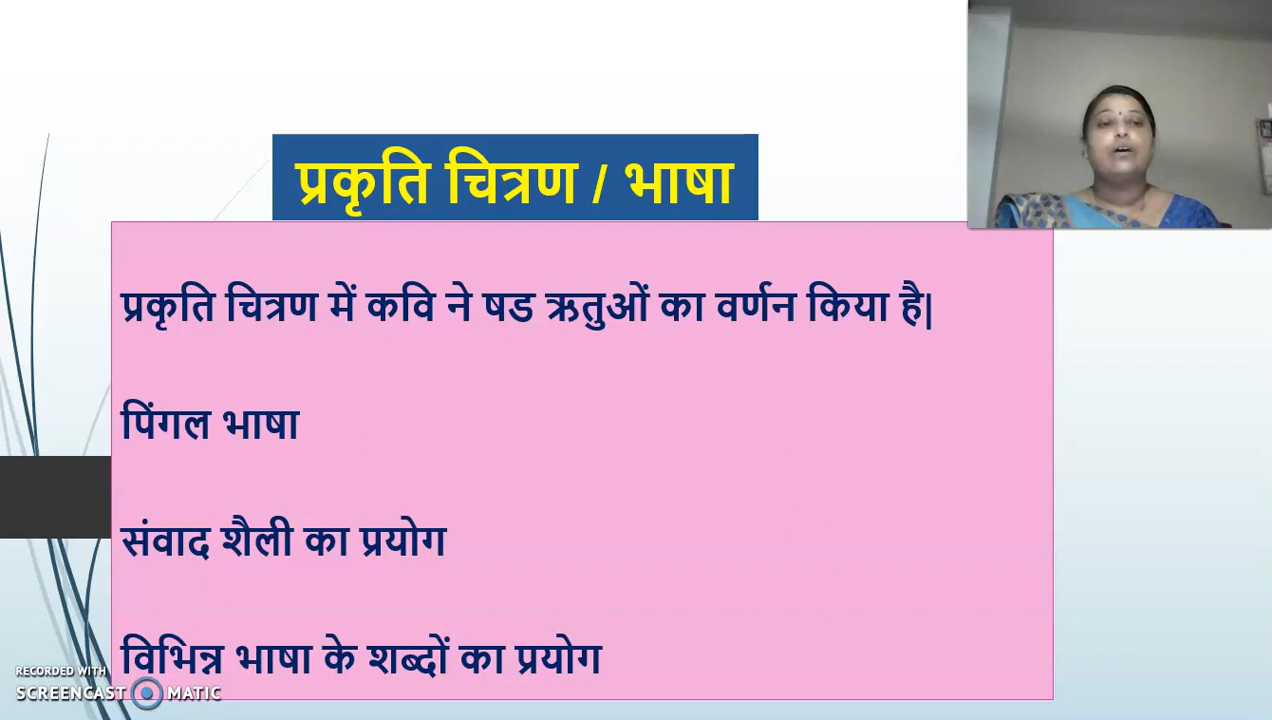 प्रकृति चित्रण / भाषा
प्रकृति चित्रण में कवि ने षड ऋतुओं का वर्णन किया है|
पिंगल भाषा
संवाद शैली का प्रयोग
विभिन्न भाषा के शब्दों का प्रयोग
RECORDED WITH
SCREENCAST MATIC